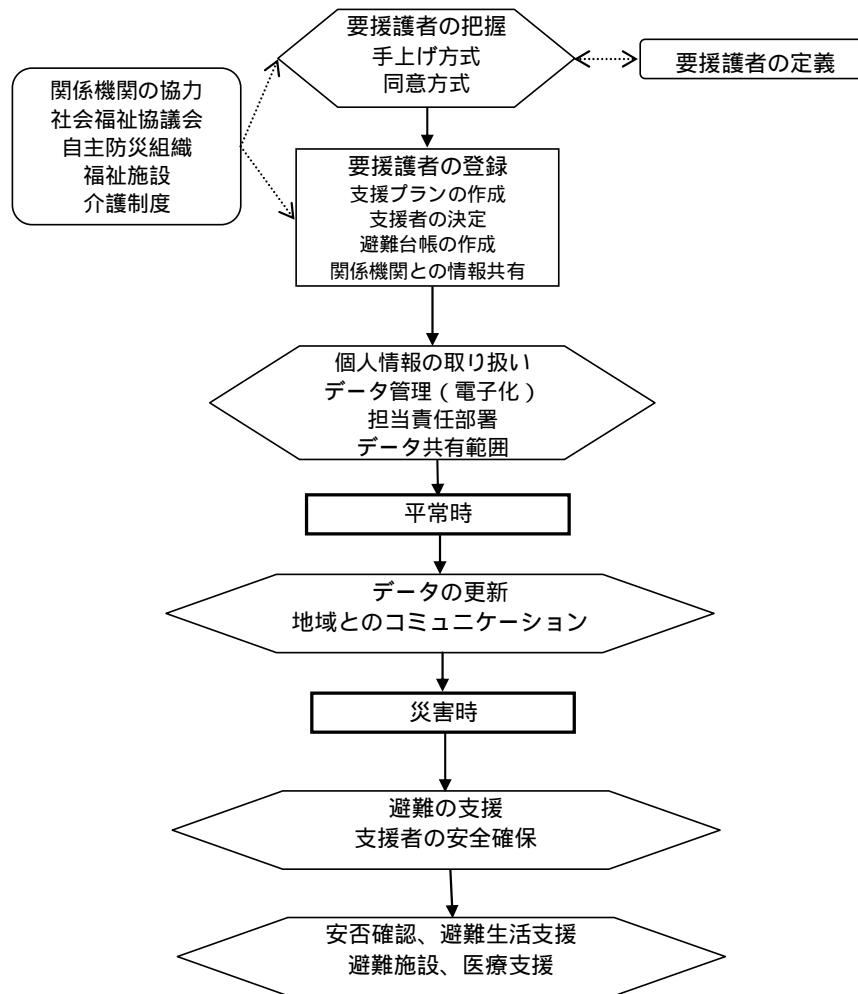 要援護者の把握
手上げ方式
同意方式
要援護者の定義
関係機関の協力
社会福祉協議会
自主防災組織
福祉施設
介護制度
要援護者の登録
支援プランの作成
支援者の決定
避難台帳の作成
関係機関との情報共有
個人情報の取り扱い
データ管理（電子化）
担当責任部署
データ共有範囲
平常時
データの更新
地域とのコミュニケーション
災害時
避難の支援
支援者の安全確保
安否確認、避難生活支援
避難施設、医療支援